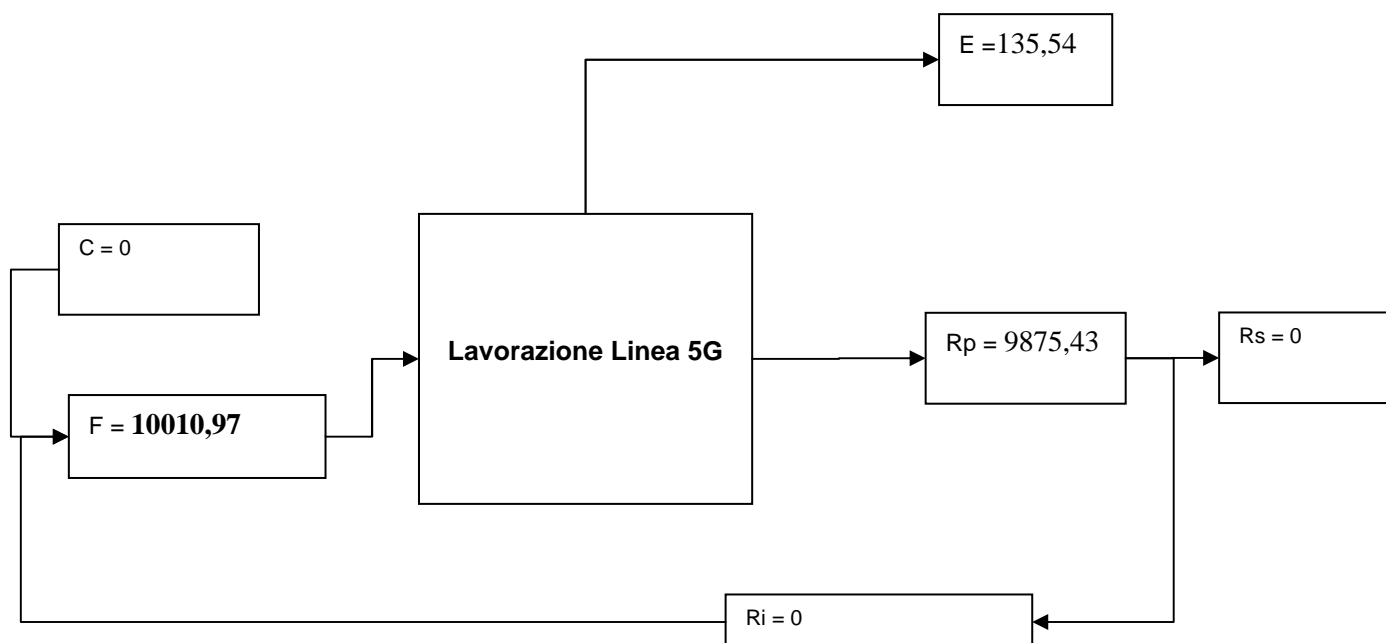 E =135,54
C = 0
Lavorazione Linea 5G
Rp = 9875,43
Rs = 0
F = 10010,97
Ri = 0